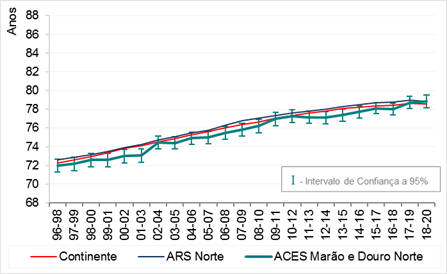 Anos
88
86
84
82
80
78
76
74
72
70
68
I - Intervalo de Confiança a 95%
96-98 97-99 98-00 99-01 00-02 01-03 02-04 03-05 04-06 05-07 06-08 07-09 08-10 09-11 10-12 11-13 12-14 13-15 14-16 15-17 16-18 17-19 18-20
Continente ARS Norte ACES Marão e Douro Norte